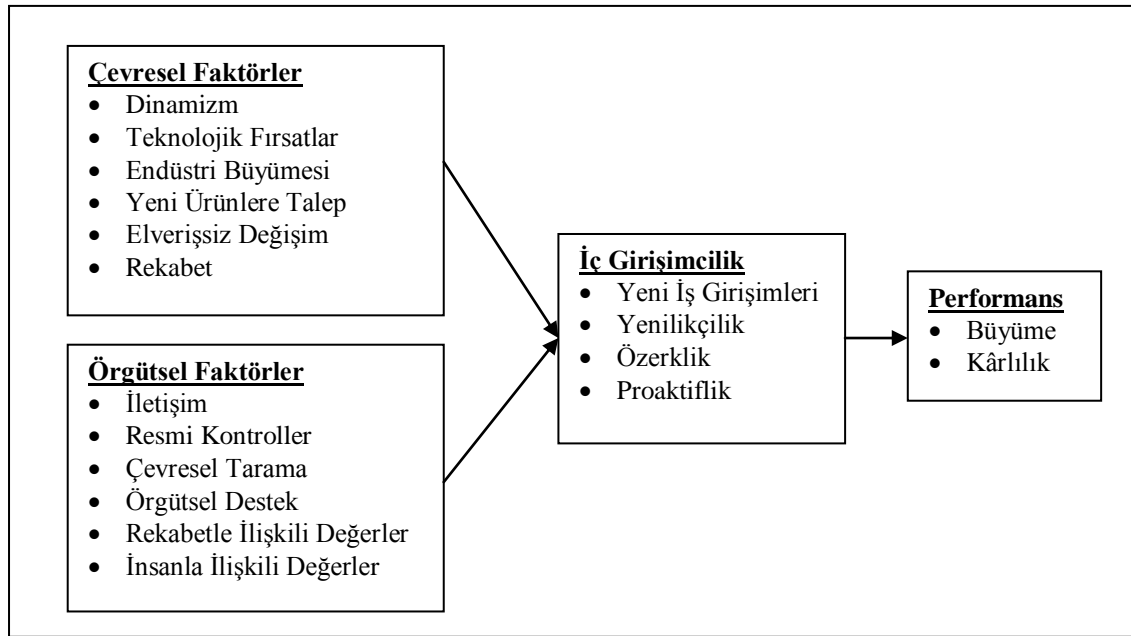 Çevresel Faktörler
• Dinamizm
• Teknolojik Fırsatlar
• Endüstri Büyümesi
• Yeni Ürünlere Talep
• Elverişsiz Değişim
• Rekabet
Örgütsel Faktörler
• İletişim
• Resmi Kontroller
• Çevresel Tarama
• Örgütsel Destek
• Rekabetle İlişkili Değerler
• İnsanla İlişkili Değerler
İç Girişimcilik
• Yeni İş Girişimleri
• Yenilikçilik
• Özerklik
• Proaktiflik
Performans
• Büyüme
• Kârlılık